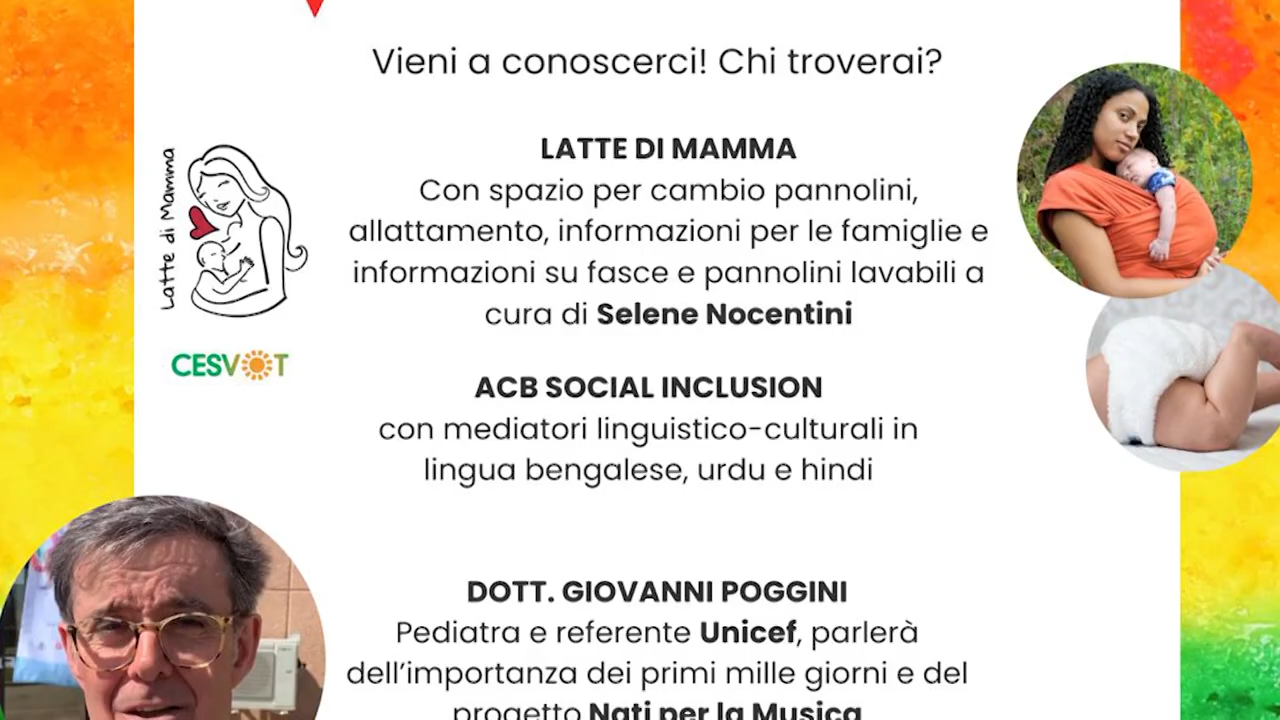 Vieni a conoscerci! Chi troverai?
LATTE DI MAMMA
Con spazio per cambio pannolini,
allattamento, informazioni per le famiglie e
informazioni su fasce e pannolini lavabili a
cura di Selene Nocentini
Latte di Mamma
CESVOT
ACB SOCIAL INCLUSION
con mediatori linguistico-culturali in
lingua bengalese, urdu e hindi
DOTT. GIOVANNI POGGINI
Pediatra e referente Unicef, parlerà
dell’importanza dei primi mille giorni e del
progetto Nati per la Musica